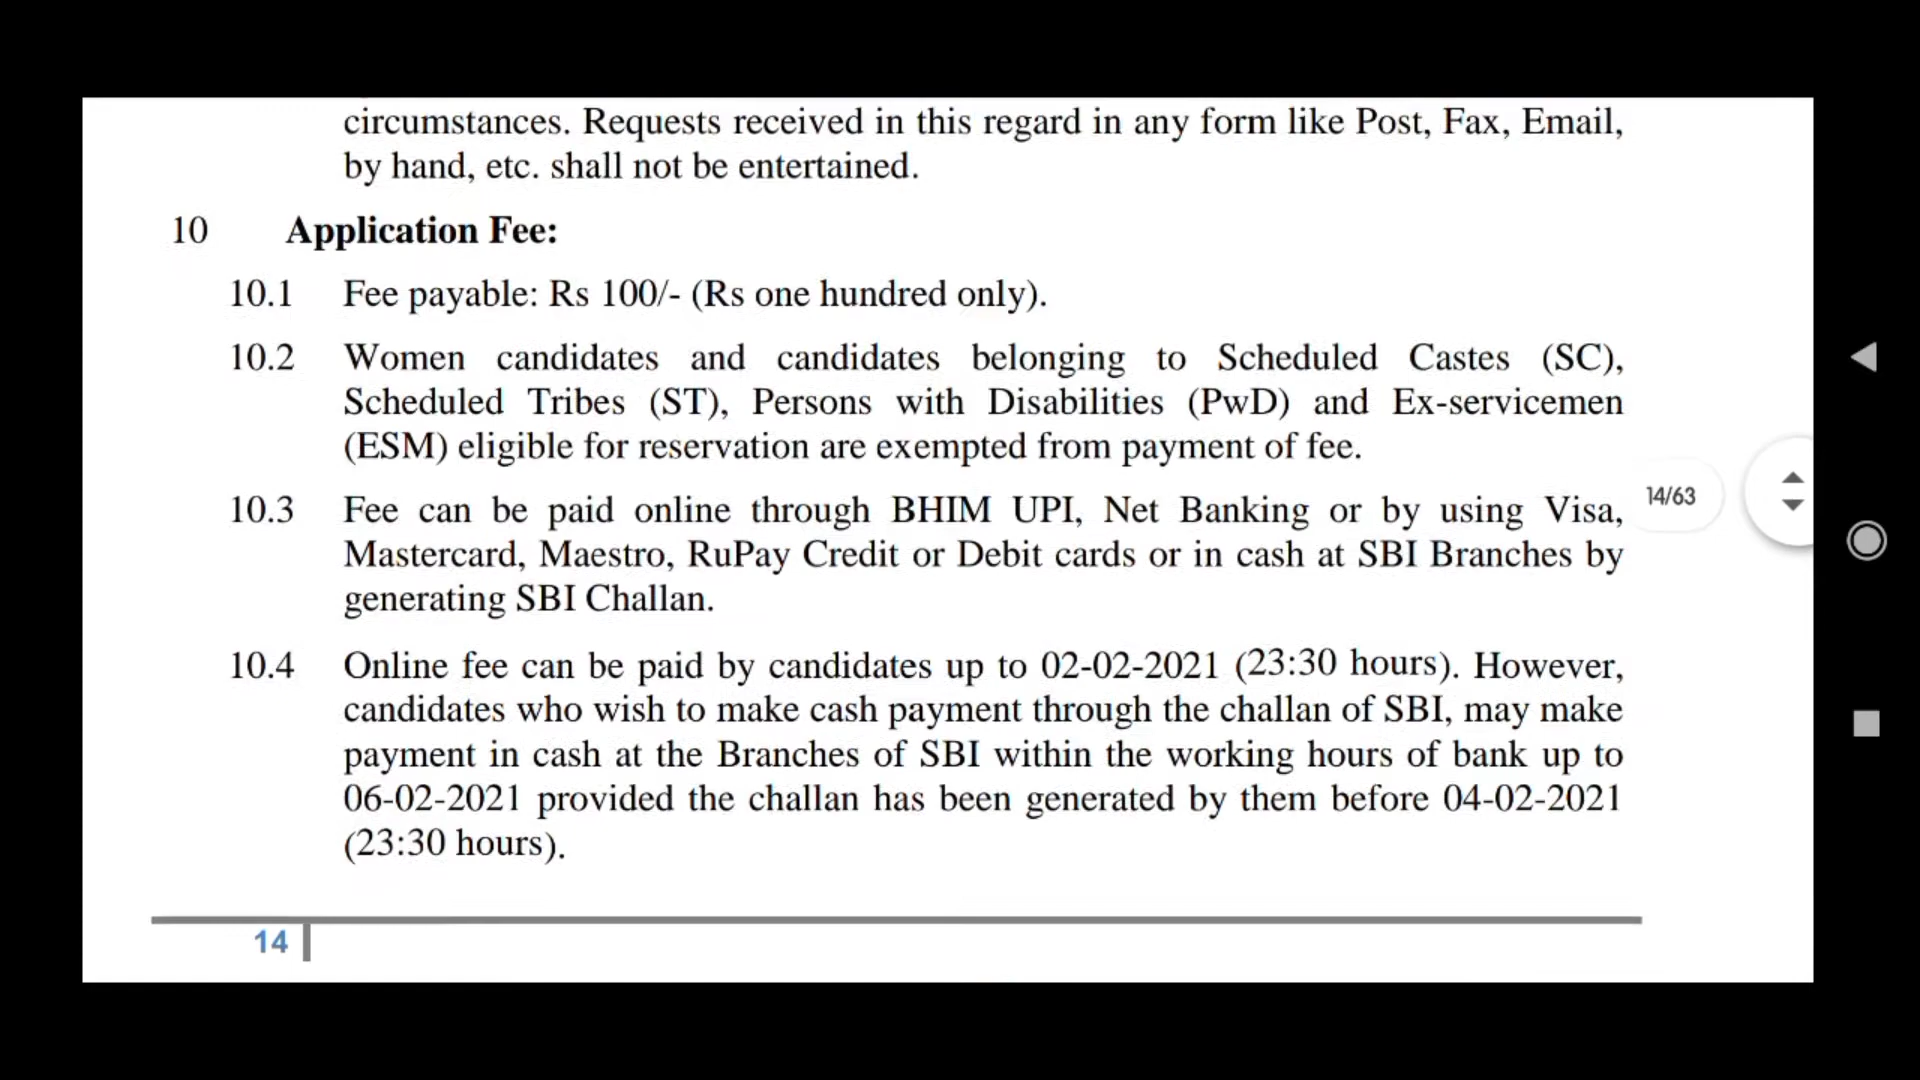 circumstances. Requests received in this regard in any form like Post, Fax, Email,
by hand, etc. shall not be entertained.
10 Application Fee:
10.1 Fee payable: Rs 100/- (Rs one hundred only).
10.2 Women candidates and candidates belonging to Scheduled Castes (SC),
Scheduled Tribes (ST), Persons with Disabilities (PwD) and Ex-servicemen
(ESM) eligible for reservation are exempted from payment of fee.
10.3 Fee can be paid online through BHIM UPI, Net Banking or by using Visa,
Mastercard, Maestro, RuPay Credit or Debit cards or in cash at SBI Branches by
generating SBI Challan.
14/63
10.4 Online fee can be paid by candidates up to 02-02-2021 (23:30 hours). However,
candidates who wish to make cash payment through the challan of SBI, may make
payment in cash at the Branches of SBI within the working hours of bank up to
06-02-2021 provided the challan has been generated by them before 04-02-2021
(23:30 hours).
14